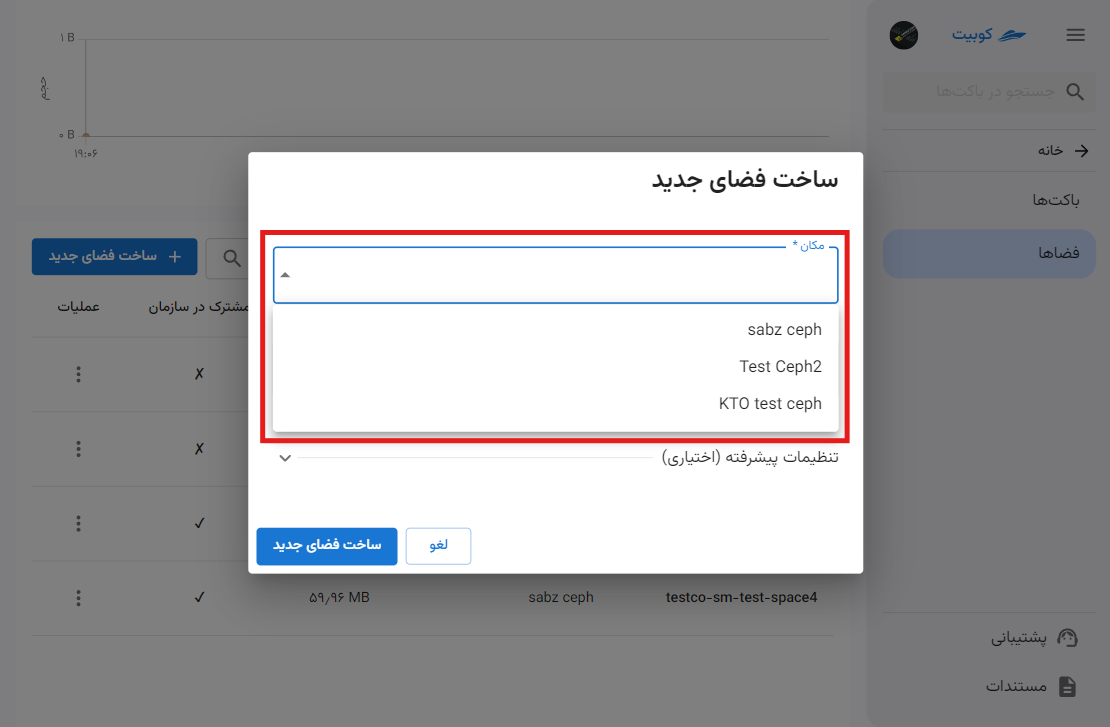 کوبیت
جستجو در باکت‌ها
خانه
باکت‌ها
فضاها
پشتیبانی
مستندات
۱ B
حجم
۰ B
۱۹:۰۶
ساخت فضای جدید
مشترک در سازمان
عملیات
✗
✗
✓
testco-sm-test-space4
sabz ceph
۵۹٫۹۶ MB
✓
ساخت فضای جدید
مکان *
sabz ceph
Test Ceph2
KTO test ceph
تنظیمات پیشرفته (اختیاری)
لغو
ساخت فضای جدید